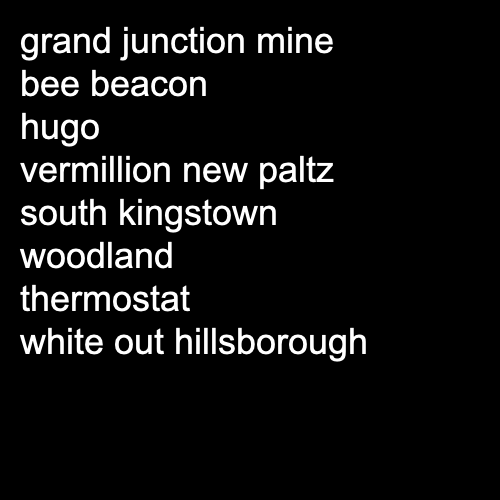 grand junction mine
bee beacon
hugo
vermillion new paltz
south kingstown
woodland
thermostat
white out hillsborough